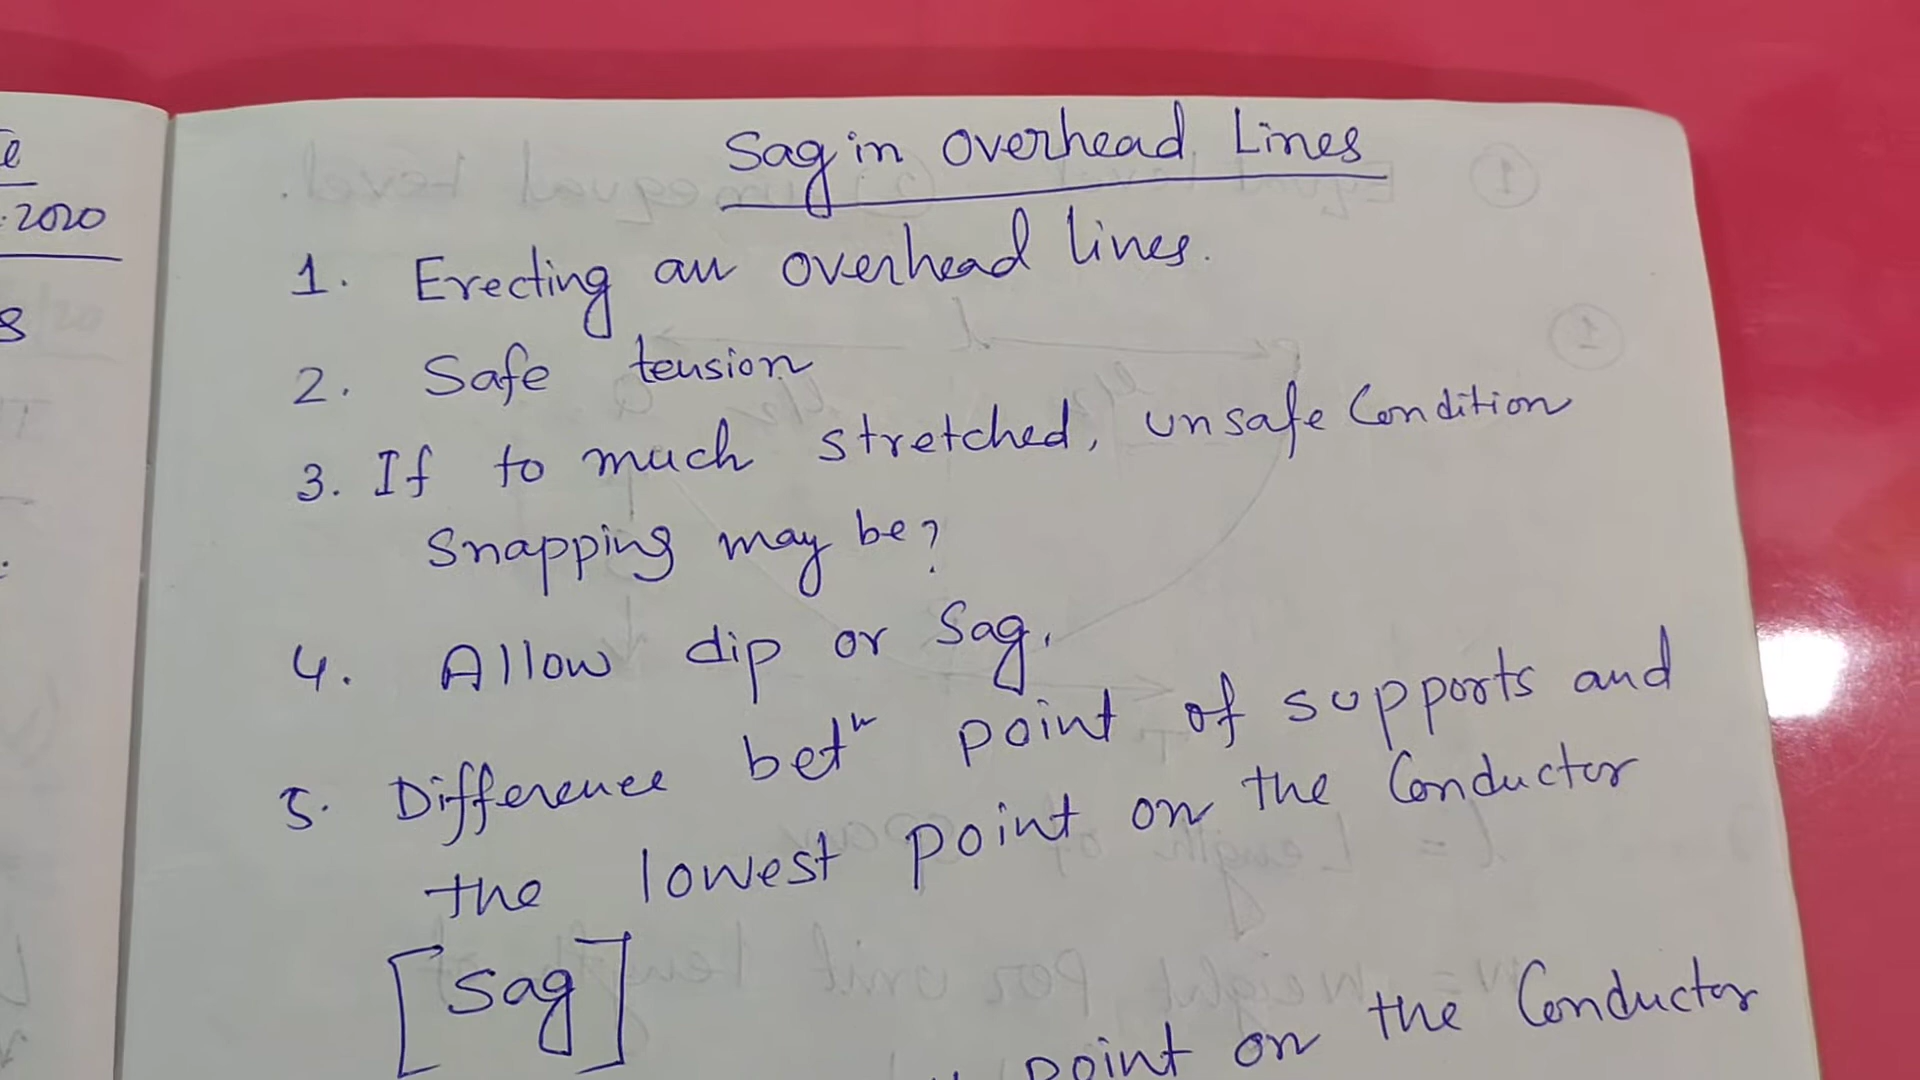 e
.2020
8
Sag in overhead Lines
1. Erecting an overhead lines.
2. Safe tension
3. If to much stretched, unsafe Condition
Snapping may be?
4. Allow dip or Sag.
5. Difference betn point of supports and
the lowest point on the Conductor
[Sag]
point on the Conductor